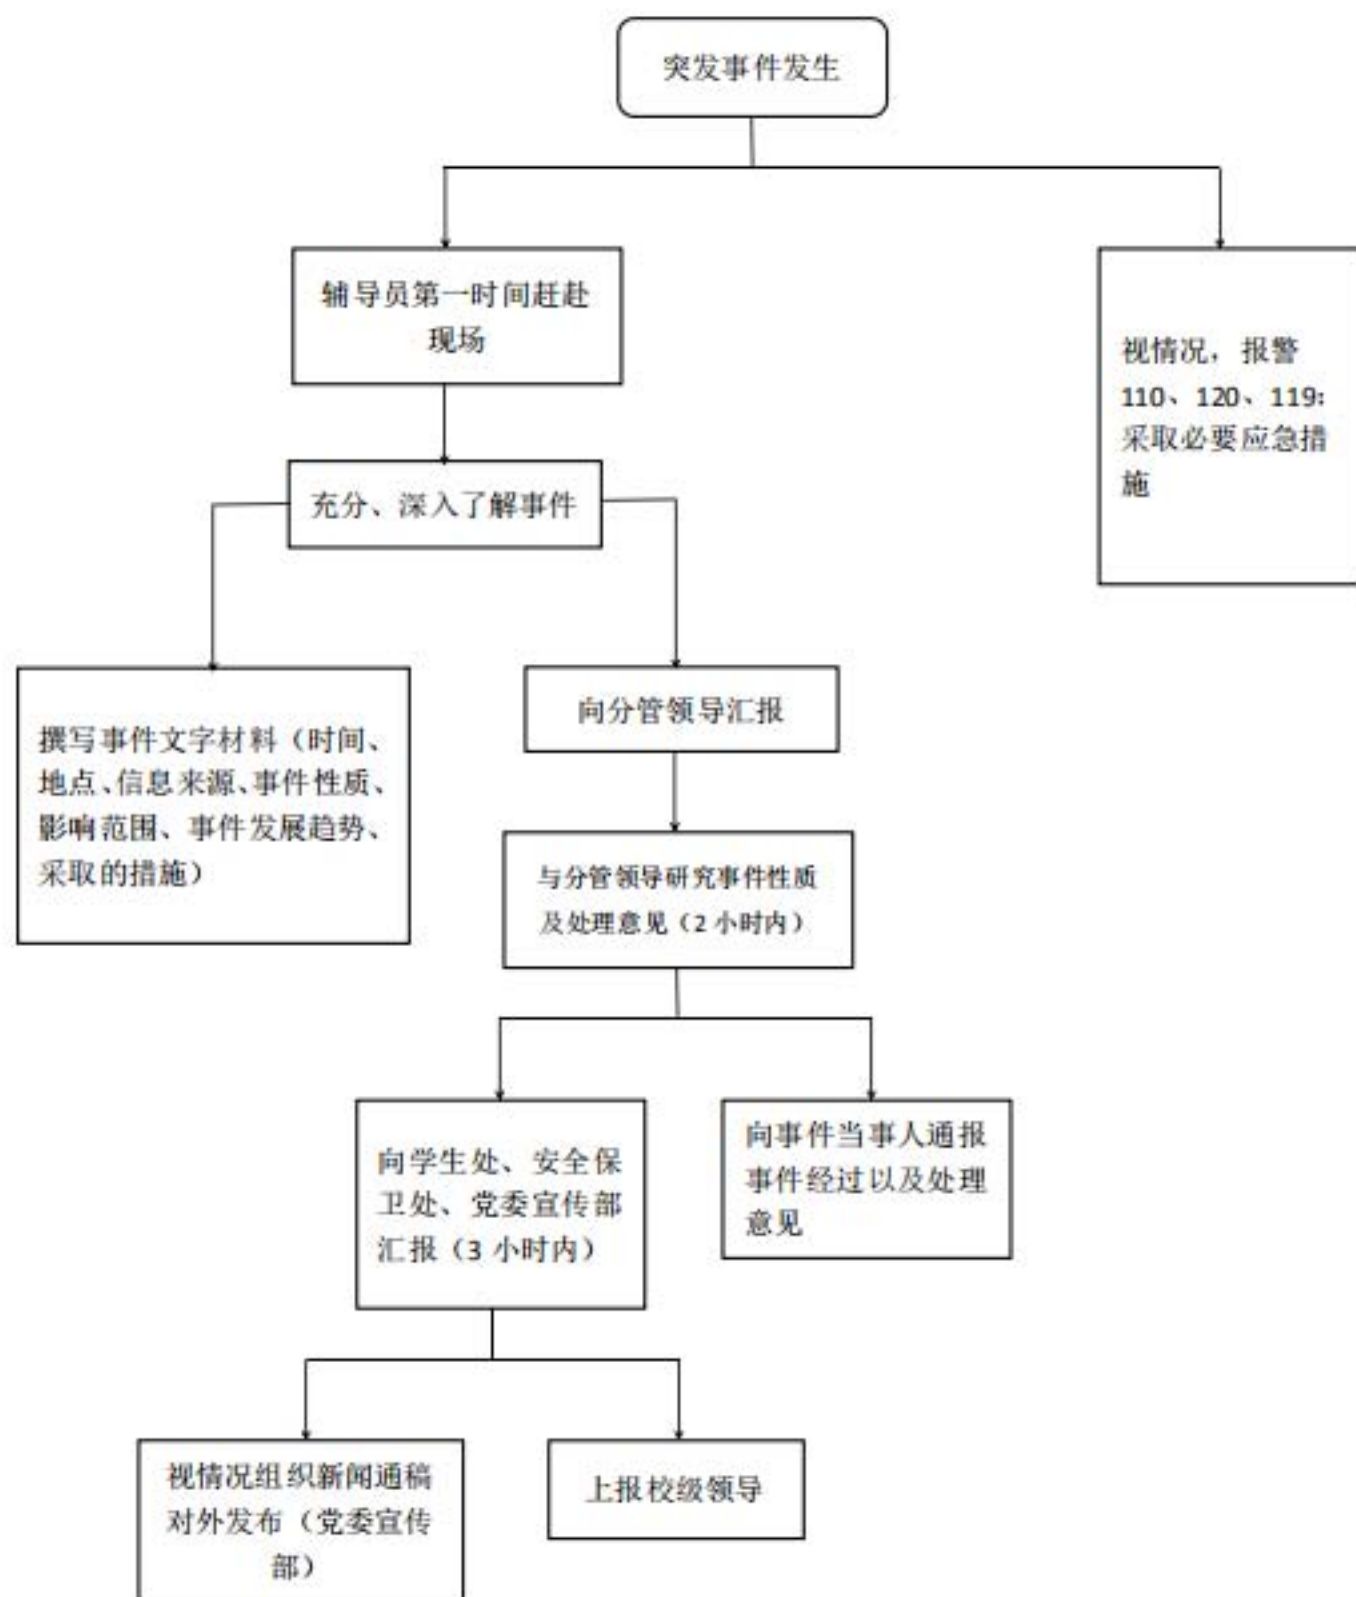 突发事件发生
辅导员第一时间赶赴
现场
视情况，报警
110、120、119；
采取必要应急措
施
充分、深入了解事件
撰写事件文字材料（时间、
地点、信息来源、事件性质、
影响范围、事件发展趋势、
采取的措施）
向分管领导汇报
与分管领导研究事件性质
及处理意见（2 小时内）
向学生处、安全保
卫处、党委宣传部
汇报（3 小时内）
向事件当事人通报
事件经过以及处理
意见
视情况组织新闻通稿
对外发布（党委宣传
部）
上报校级领导